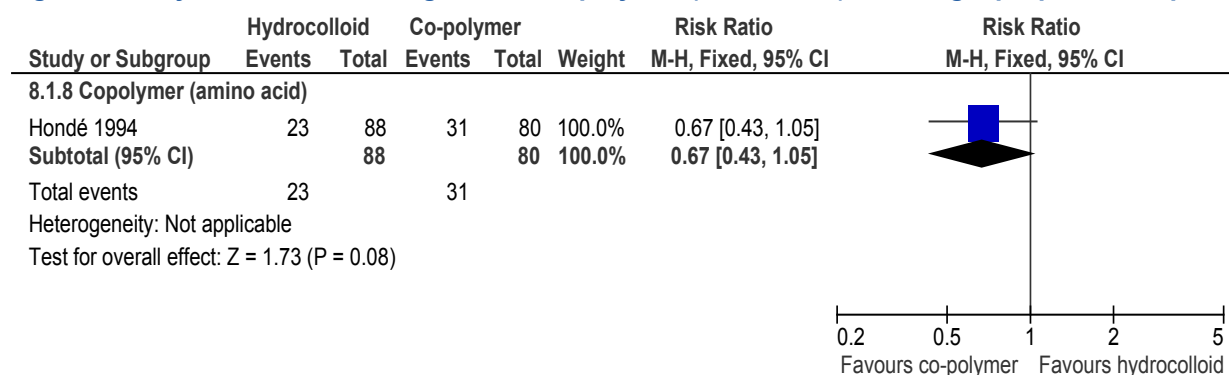 Hydrocolloid Co-polymer Risk Ratio Risk Ratio
Study or Subgroup Events Total Events Total Weight M-H, Fixed, 95% CI M-H, Fixed, 95% CI
8.1.8 Copolymer (amino acid)
Hondé 1994 23 88 31 80 100.0% 0.67 [0.43, 1.05]
Subtotal (95% CI) 88 80 100.0% 0.67 [0.43, 1.05]
Total events 23 31
Heterogeneity: Not applicable
Test for overall effect: Z = 1.73 (P = 0.08)
0.2 0.5 1 2 5
Favours co-polymer Favours hydrocolloid